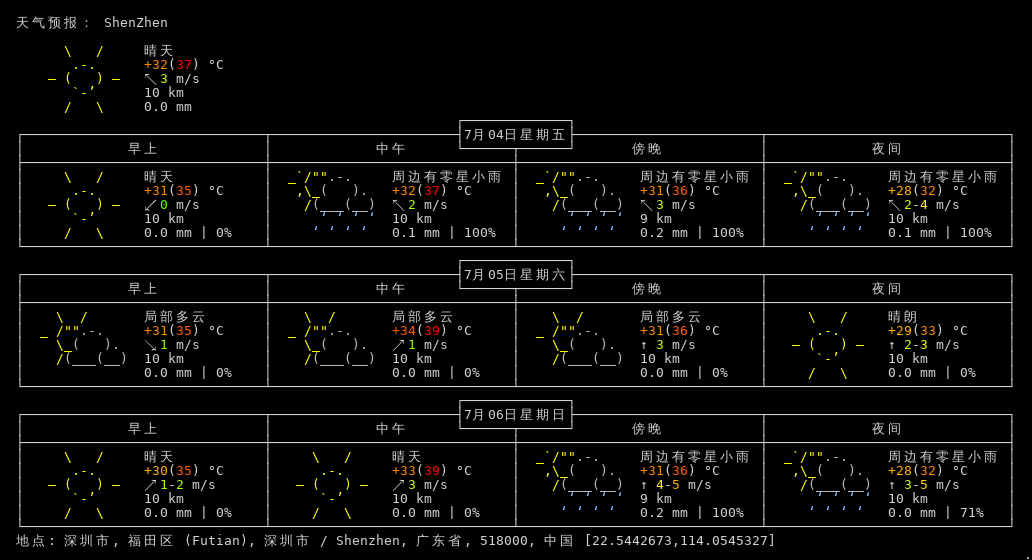 天气预报： ShenZhen
晴天
+32(37) °C
↖3 m/s
10 km
0.0 mm
7月04日星期五
早上 中午 傍晚 夜间
晴天 周边有零星小雨 周边有零星小雨 周边有零星小雨
+31(35) °C +32(37) °C +31(36) °C +28(32) °C
↙0 m/s ↖2 m/s ↖3 m/s ↖2-4 m/s
10 km 10 km 9 km 10 km
0.0 mm | 0% 0.1 mm | 100% 0.2 mm | 100% 0.1 mm | 100%
7月05日星期六
早上 中午 傍晚 夜间
局部多云 局部多云 局部多云 晴朗
+31(35) °C +34(39) °C +31(36) °C +29(33) °C
↘1 m/s ↗1 m/s ↑ 3 m/s ↑ 2-3 m/s
10 km 10 km 10 km 10 km
0.0 mm | 0% 0.0 mm | 0% 0.0 mm | 0% 0.0 mm | 0%
7月06日星期日
早上 中午 傍晚 夜间
晴天 晴天 周边有零星小雨 周边有零星小雨
+30(35) °C +33(39) °C +31(36) °C +28(32) °C
↗1-2 m/s ↗3 m/s ↑ 4-5 m/s ↑ 3-5 m/s
10 km 10 km 9 km 10 km
0.0 mm | 0% 0.0 mm | 0% 0.2 mm | 100% 0.0 mm | 71%
地点: 深圳市, 福田区 (Futian), 深圳市 / Shenzhen, 广东省, 518000, 中国 [22.5442673,114.0545327]